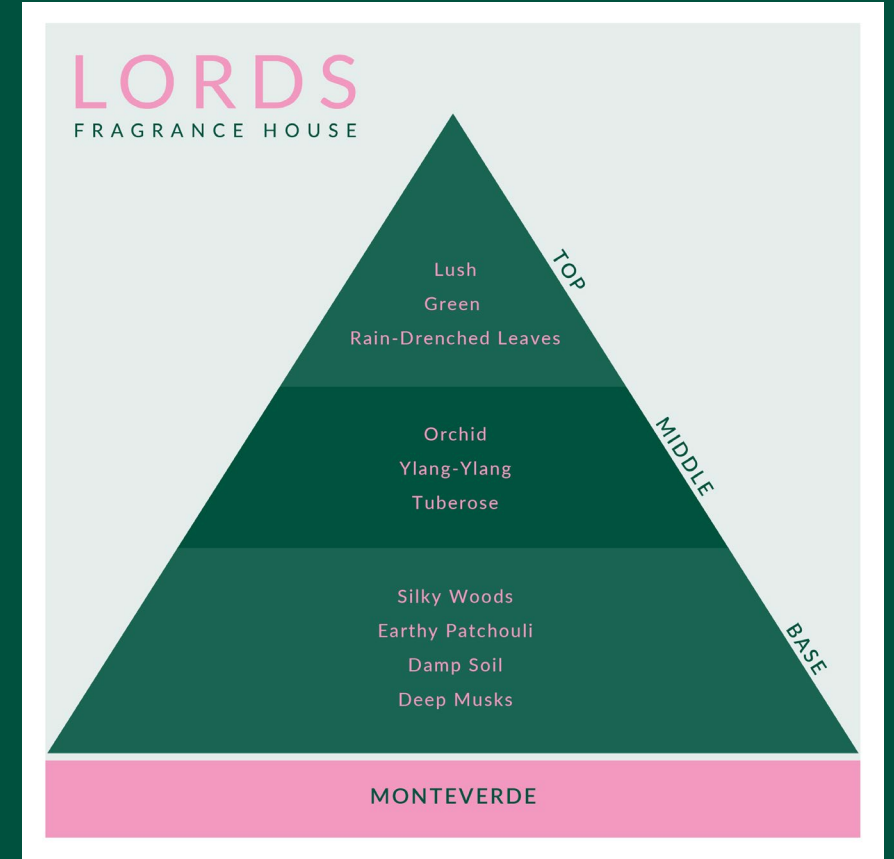 LORDS
FRAGRANCE HOUSE
TOP
Lush
Green
Rain-Drenched Leaves
MIDDLE
Orchid
Ylang-Ylang
Tuberose
BASE
Silky Woods
Earthy Patchouli
Damp Soil
Deep Musks
MONTEVERDE